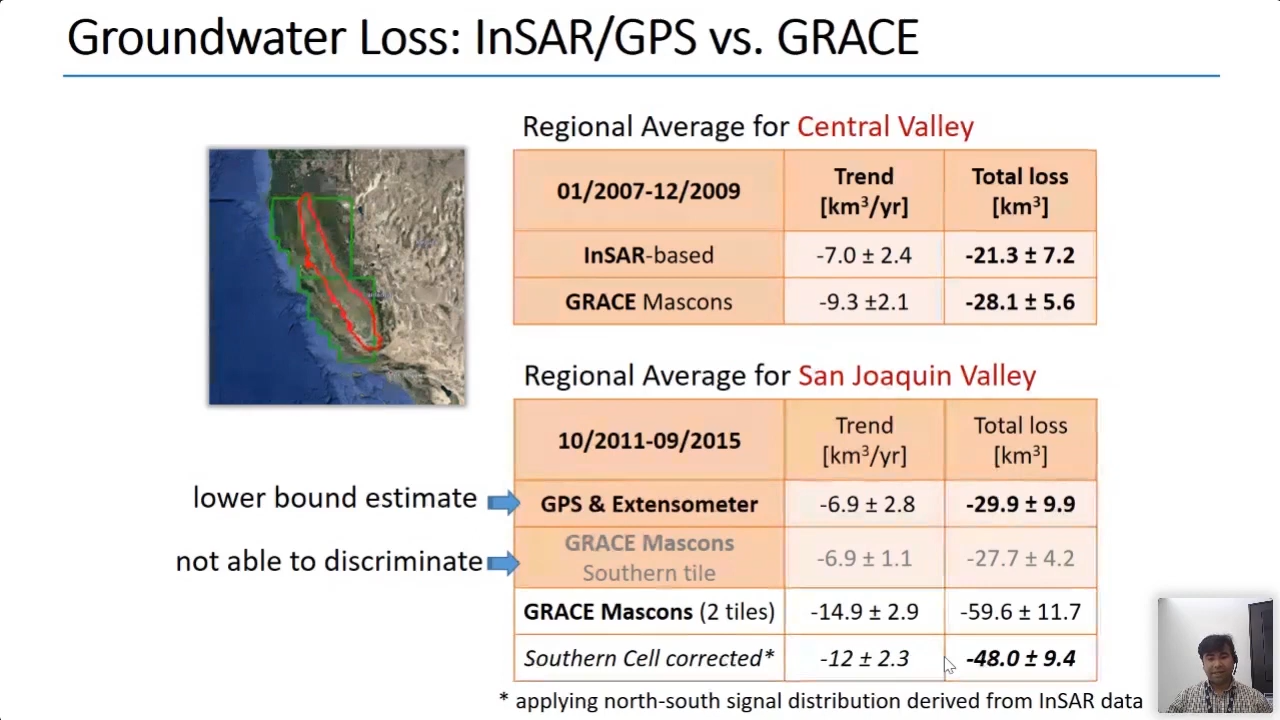 Groundwater Loss: InSAR/GPS vs. GRACE
Regional Average for Central Valley
01/2007-12/2009 Trend [km³/yr] Total loss [km³]
InSAR-based -7.0 ± 2.4 -21.3 ± 7.2
GRACE Mascons -9.3 ±2.1 -28.1 ± 5.6
Regional Average for San Joaquin Valley
10/2011-09/2015 Trend [km³/yr] Total loss [km³]
lower bound estimate
GPS & Extensometer -6.9 ± 2.8 -29.9 ± 9.9
not able to discriminate
GRACE Mascons Southern tile -6.9 ± 1.1 -27.7 ± 4.2
GRACE Mascons (2 tiles) -14.9 ± 2.9 -59.6 ± 11.7
Southern Cell corrected* -12 ± 2.3 -48.0 ± 9.4
* applying north-south signal distribution derived from InSAR data